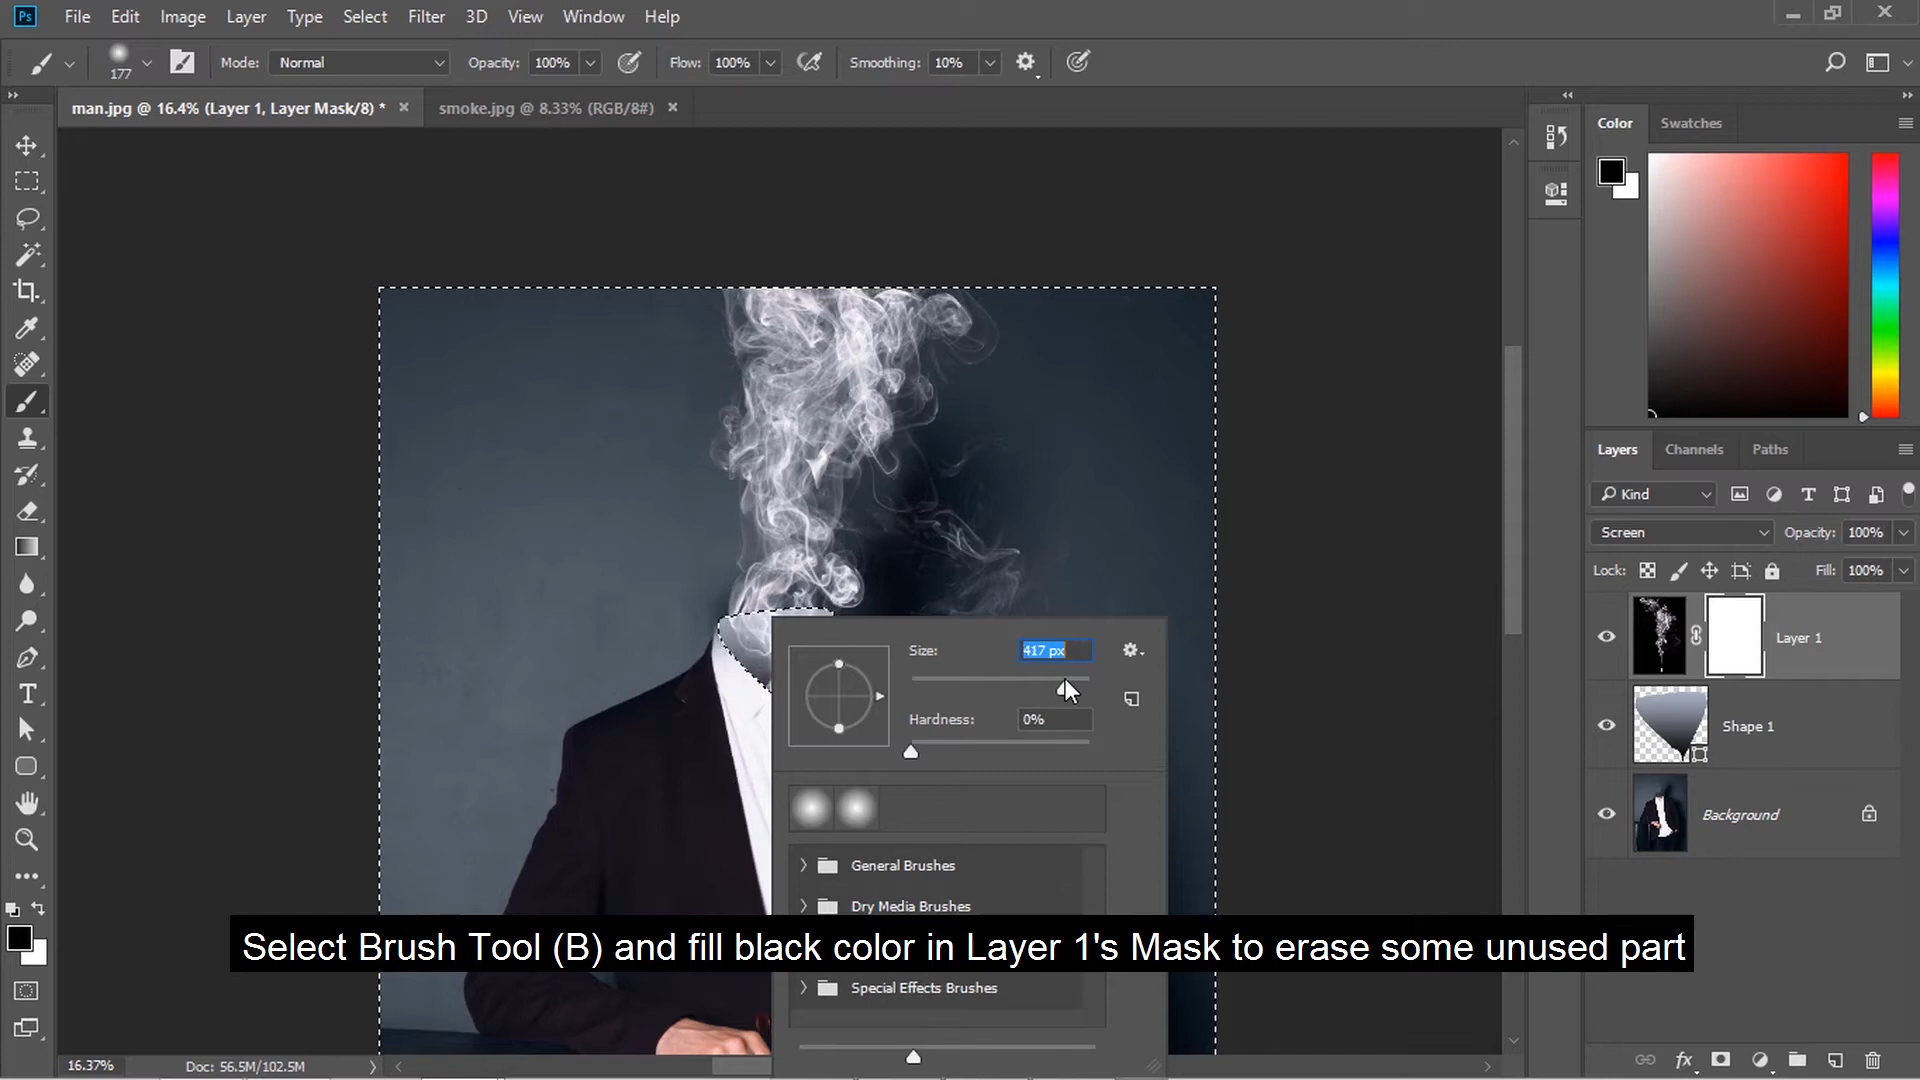 Ps File Edit Image Layer Type Select Filter 3D View Window Help
177 Mode: Normal Opacity: 100% Flow: 100% Smoothing: 10%
man.jpg @ 16.4% (Layer 1, Layer Mask/8) * × smoke.jpg @ 8.33% (RGB/8#) ×
Color Swatches
Layers Channels Paths
Kind
Screen Opacity: 100%
Lock: Fill: 100%
Layer 1
Shape 1
Background
Size: 417 px
Hardness: 0%
General Brushes
Dry Media Brushes
Select Brush Tool (B) and fill black color in Layer 1's Mask to erase some unused part
Special Effects Brushes
16.37% Doc: 56.5M/102.5M
fx